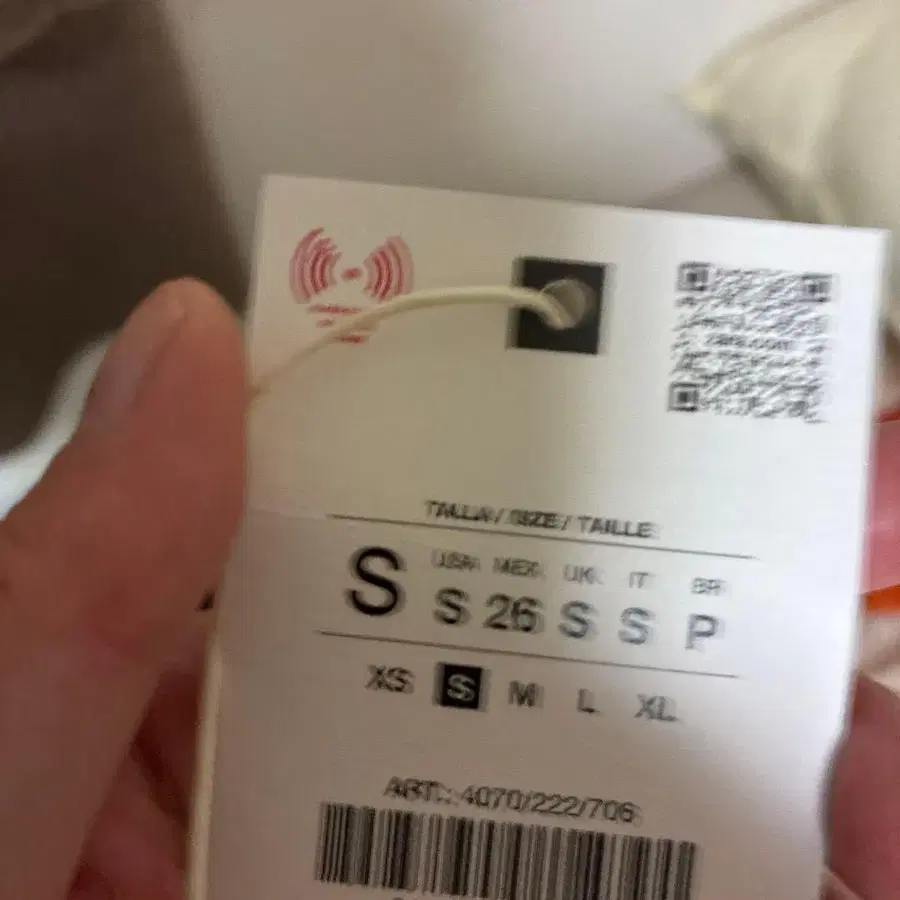 TALLA / SIZE / TAILLE
S
USA MEX UK IT BR
S 26 S S P
XS S M L XL
ART.: 4070/222/706